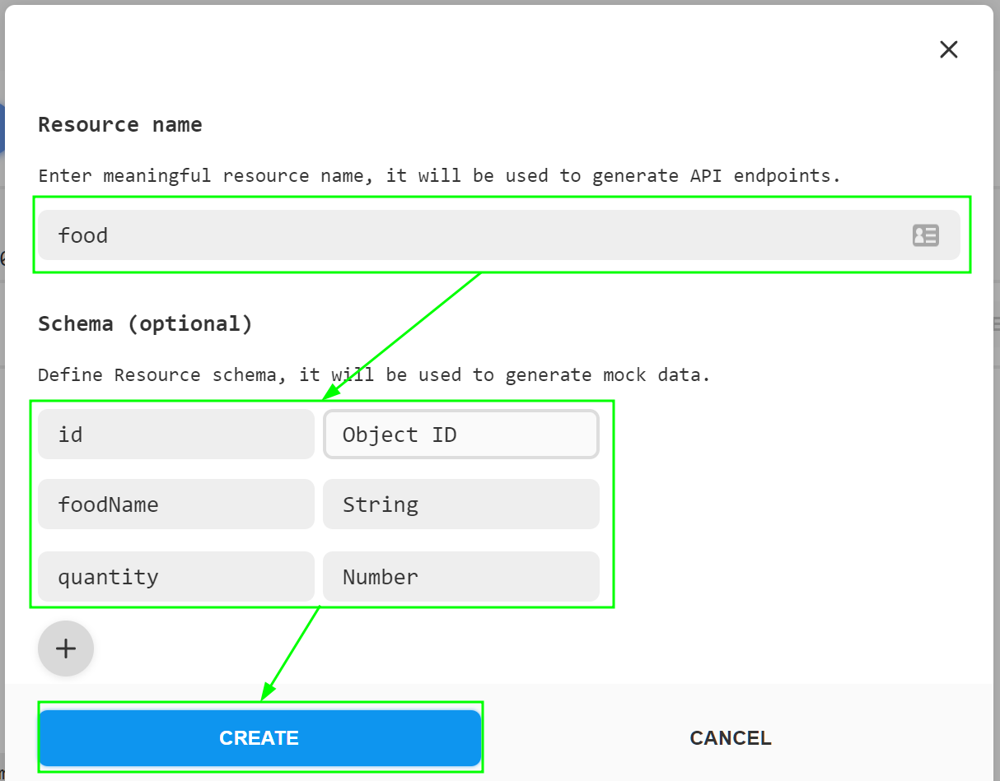 Resource name
Enter meaningful resource name, it will be used to generate API endpoints.
food
Schema (optional)
Define Resource schema, it will be used to generate mock data.
id Object ID
foodName String
quantity Number
+
CREATE CANCEL